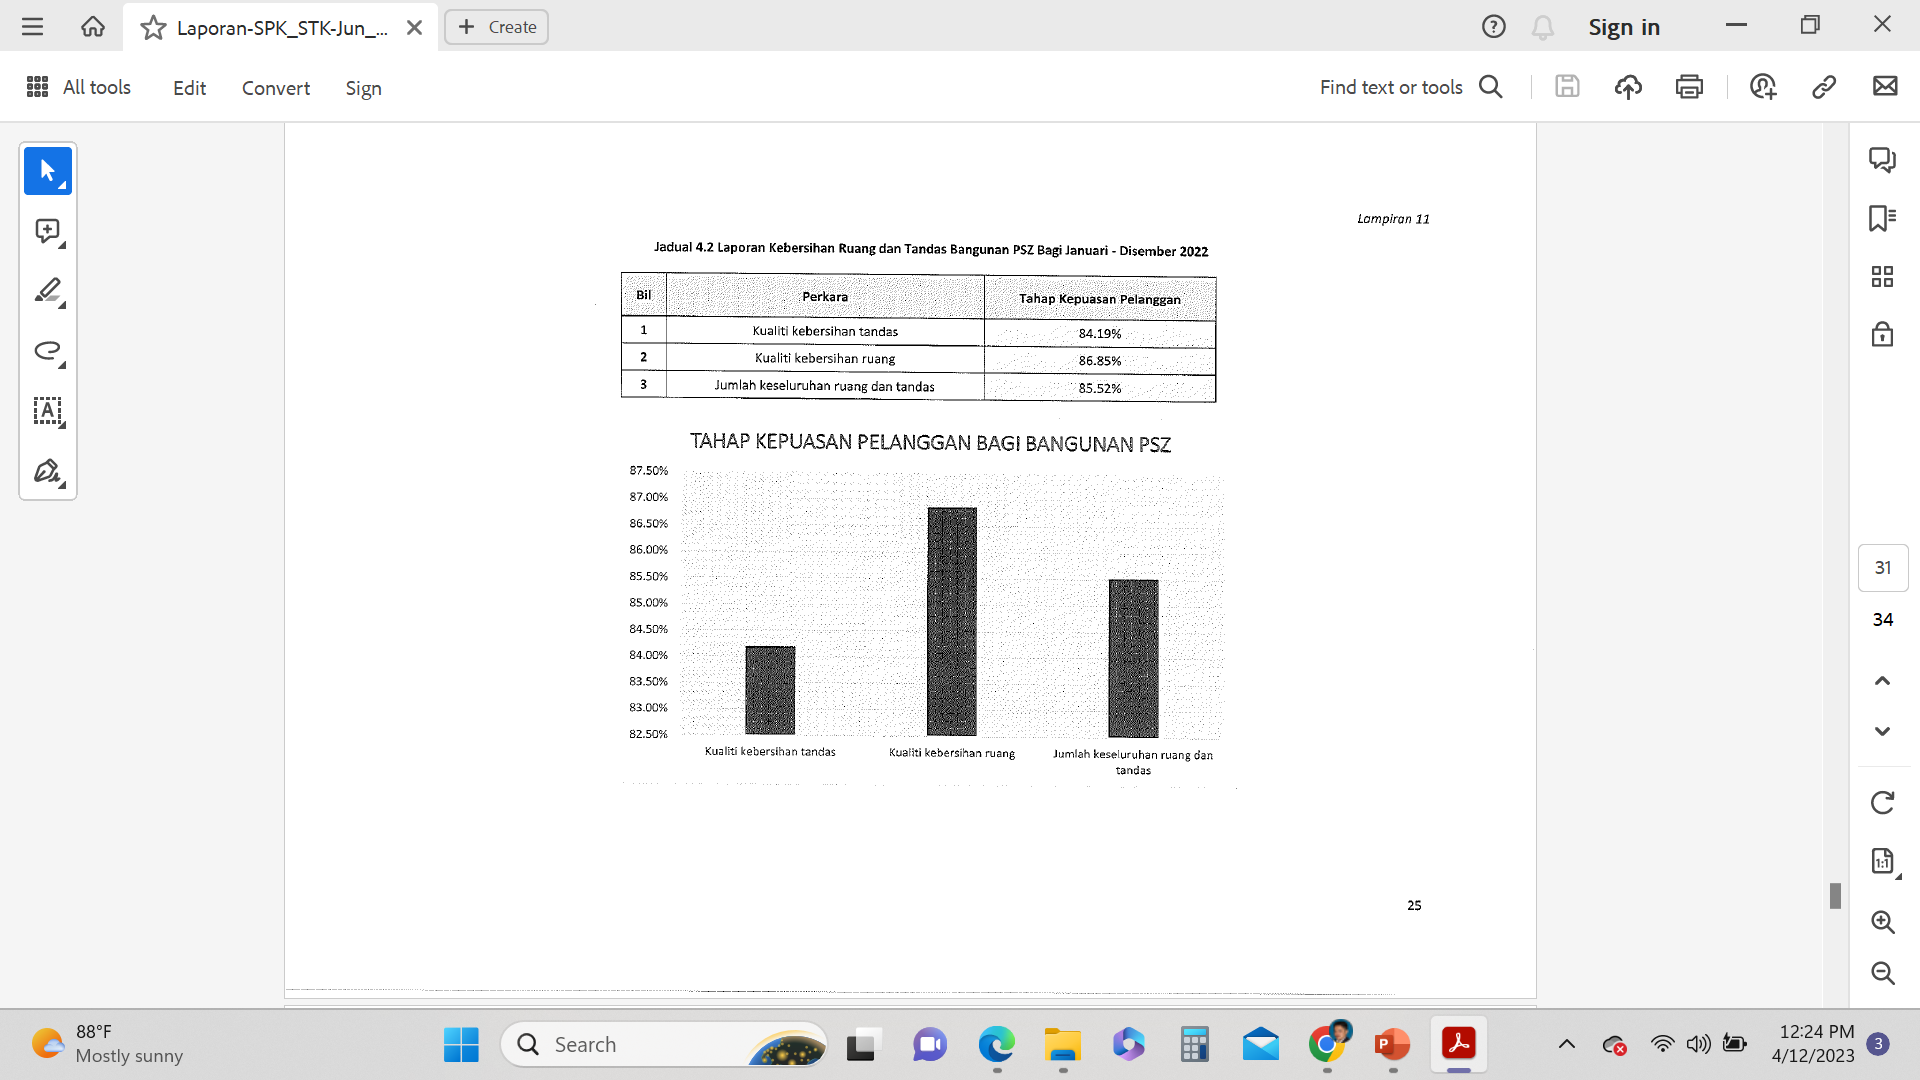 Laporan-SPK_STK-Jun_...
Create
Sign in
All tools
Edit
Convert
Sign
Find text or tools
Lampiran 11
Jadual 4.2 Laporan Kebersihan Ruang dan Tandas Bangunan PSZ Bagi Januari - Disember 2022
Bil Perkara Tahap Kepuasan Pelanggan
1 Kualiti kebersihan tandas 84.19%
2 Kualiti kebersihan ruang 86.85%
3 Jumlah keseluruhan ruang dan tandas 85.52%
TAHAP KEPUASAN PELANGGAN BAGI BANGUNAN PSZ
87.50%
87.00%
86.50%
86.00%
85.50%
85.00%
84.50%
84.00%
83.50%
83.00%
82.50%
Kualiti kebersihan tandas
Kualiti kebersihan ruang
Jumlah keseluruhan ruang dan
tandas
25
31
34
1:1
88°F
Mostly sunny
Search
P
12:24 PM
4/12/2023
3